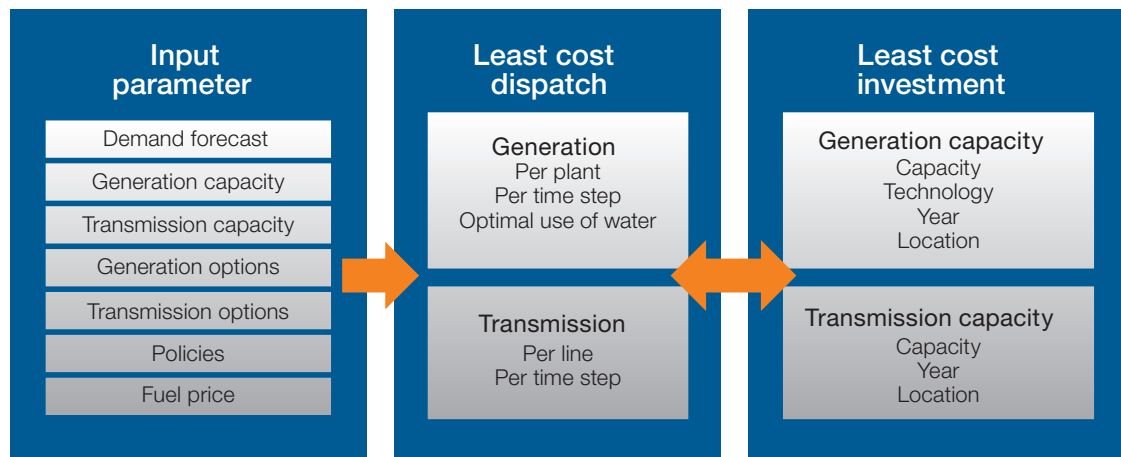 Input
parameter
Demand forecast
Generation capacity
Transmission capacity
Generation options
Transmission options
Policies
Fuel price
Least cost
dispatch
Generation
Per plant
Per time step
Optimal use of water
Transmission
Per line
Per time step
Least cost
investment
Generation capacity
Capacity
Technology
Year
Location
Transmission capacity
Capacity
Year
Location